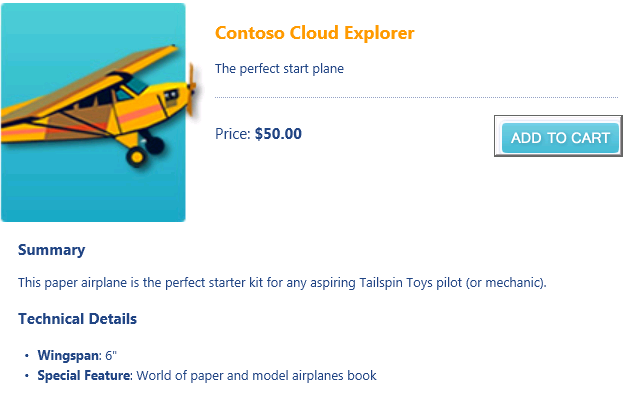 Contoso Cloud Explorer
The perfect start plane
Price: $50.00
ADD TO CART
Summary
This paper airplane is the perfect starter kit for any aspiring Tailspin Toys pilot (or mechanic).
Technical Details
• Wingspan: 6"
• Special Feature: World of paper and model airplanes book